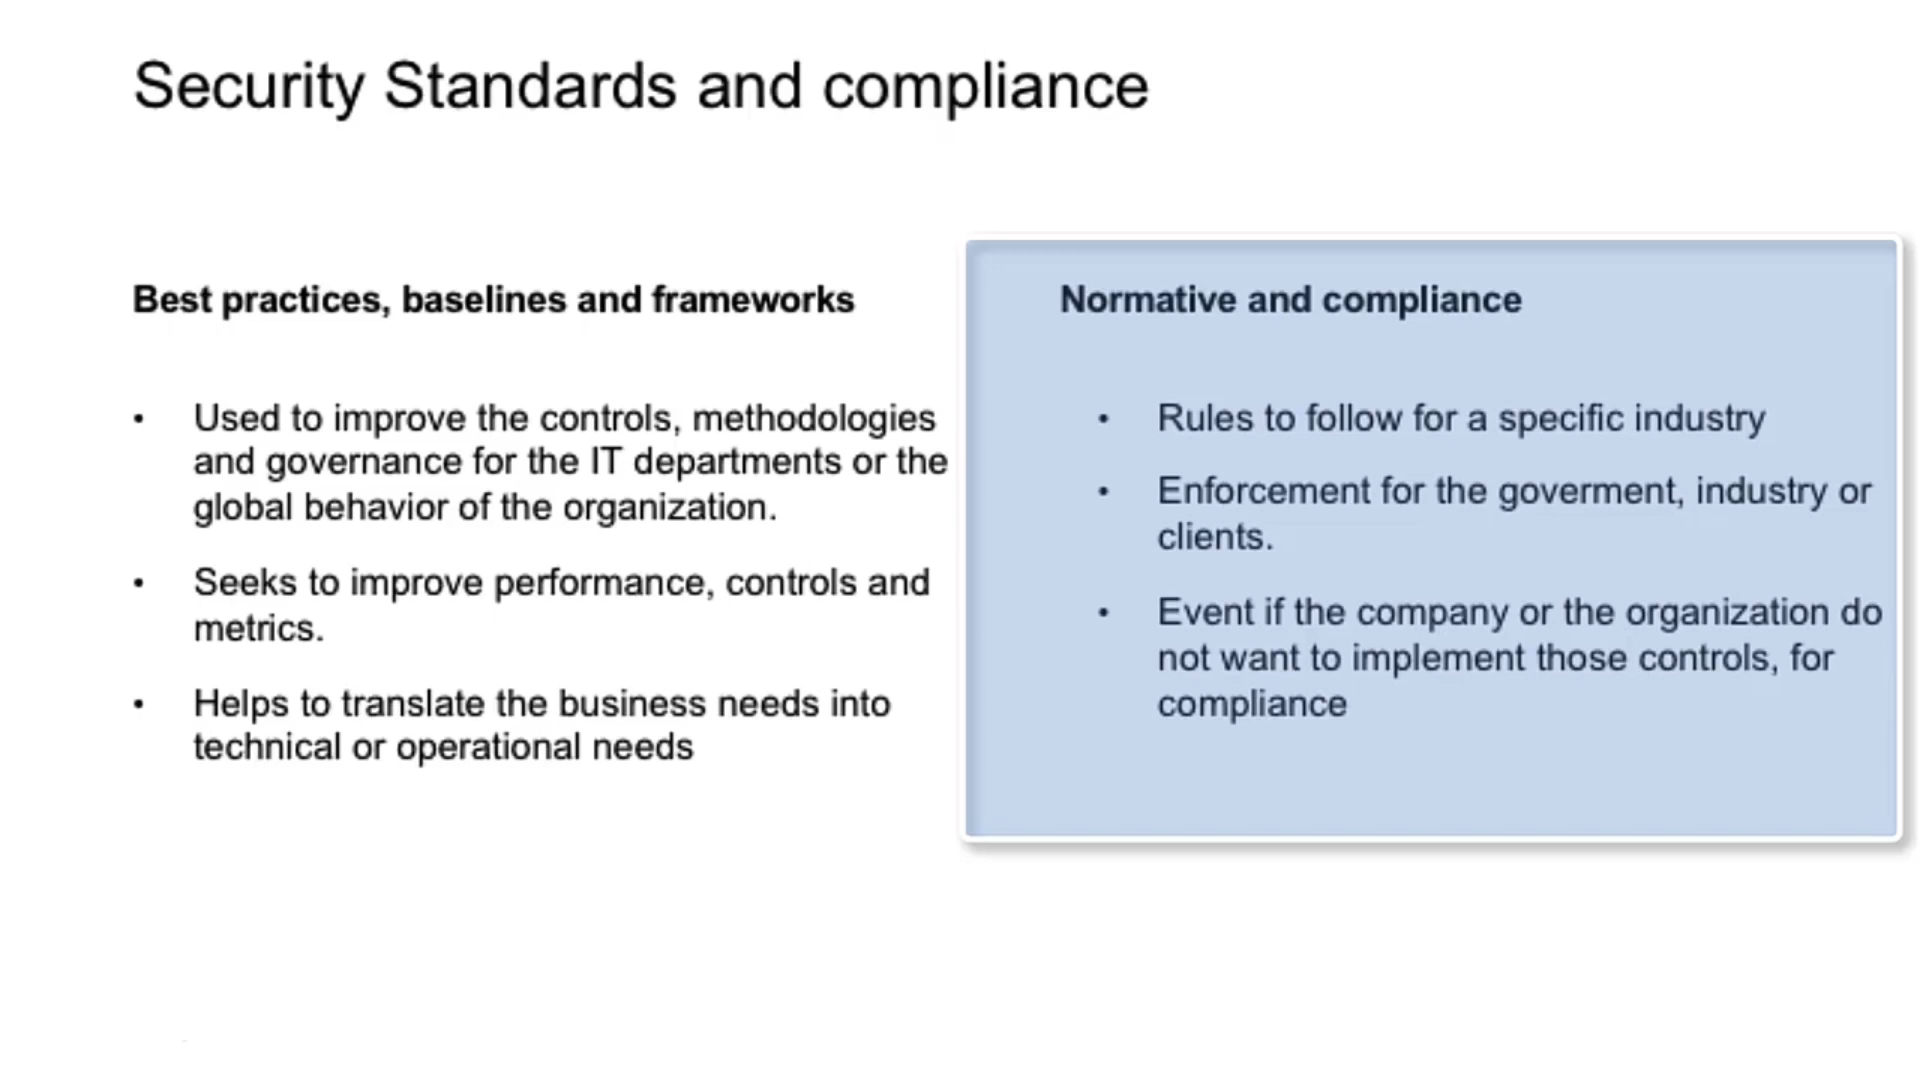 Security Standards and compliance
Best practices, baselines and frameworks
• Used to improve the controls, methodologies
and governance for the IT departments or the
global behavior of the organization.
• Seeks to improve performance, controls and
metrics.
• Helps to translate the business needs into
technical or operational needs
Normative and compliance
• Rules to follow for a specific industry
• Enforcement for the goverment, industry or
clients.
• Event if the company or the organization do
not want to implement those controls, for
compliance